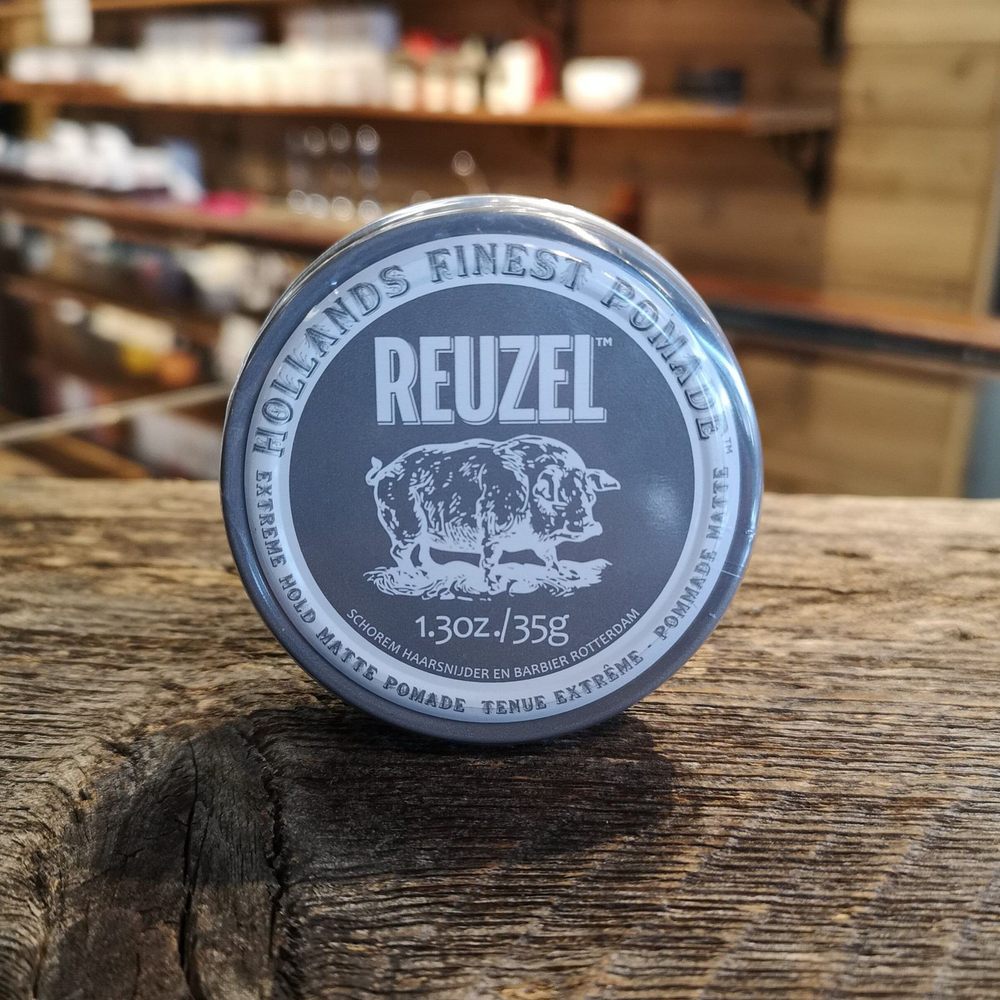 HOLLANDS FINEST POMADE™
REUZEL™
1.3oz./35g
SCHOREM HAARSNIJDER EN BARBIER ROTTERDAM
EXTREME HOLD MATTE POMADE TENUE EXTRÊME - POMMADE MATTE